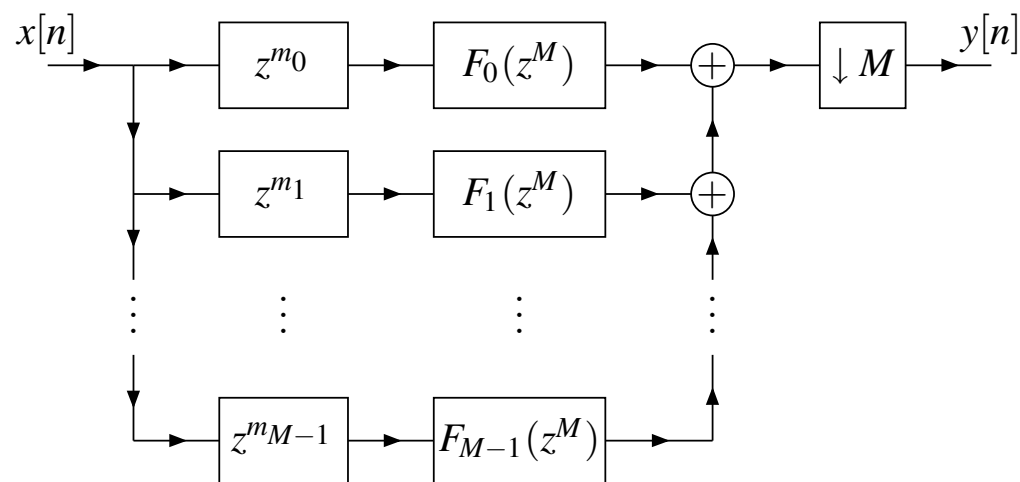 x[n] z^{m_0} F_0(z^M) + ↓ M y[n]
z^{m_1} F_1(z^M) +
⋮ ⋮ ⋮ ⋮
z^{m_{M−1}} F_{M−1}(z^M)